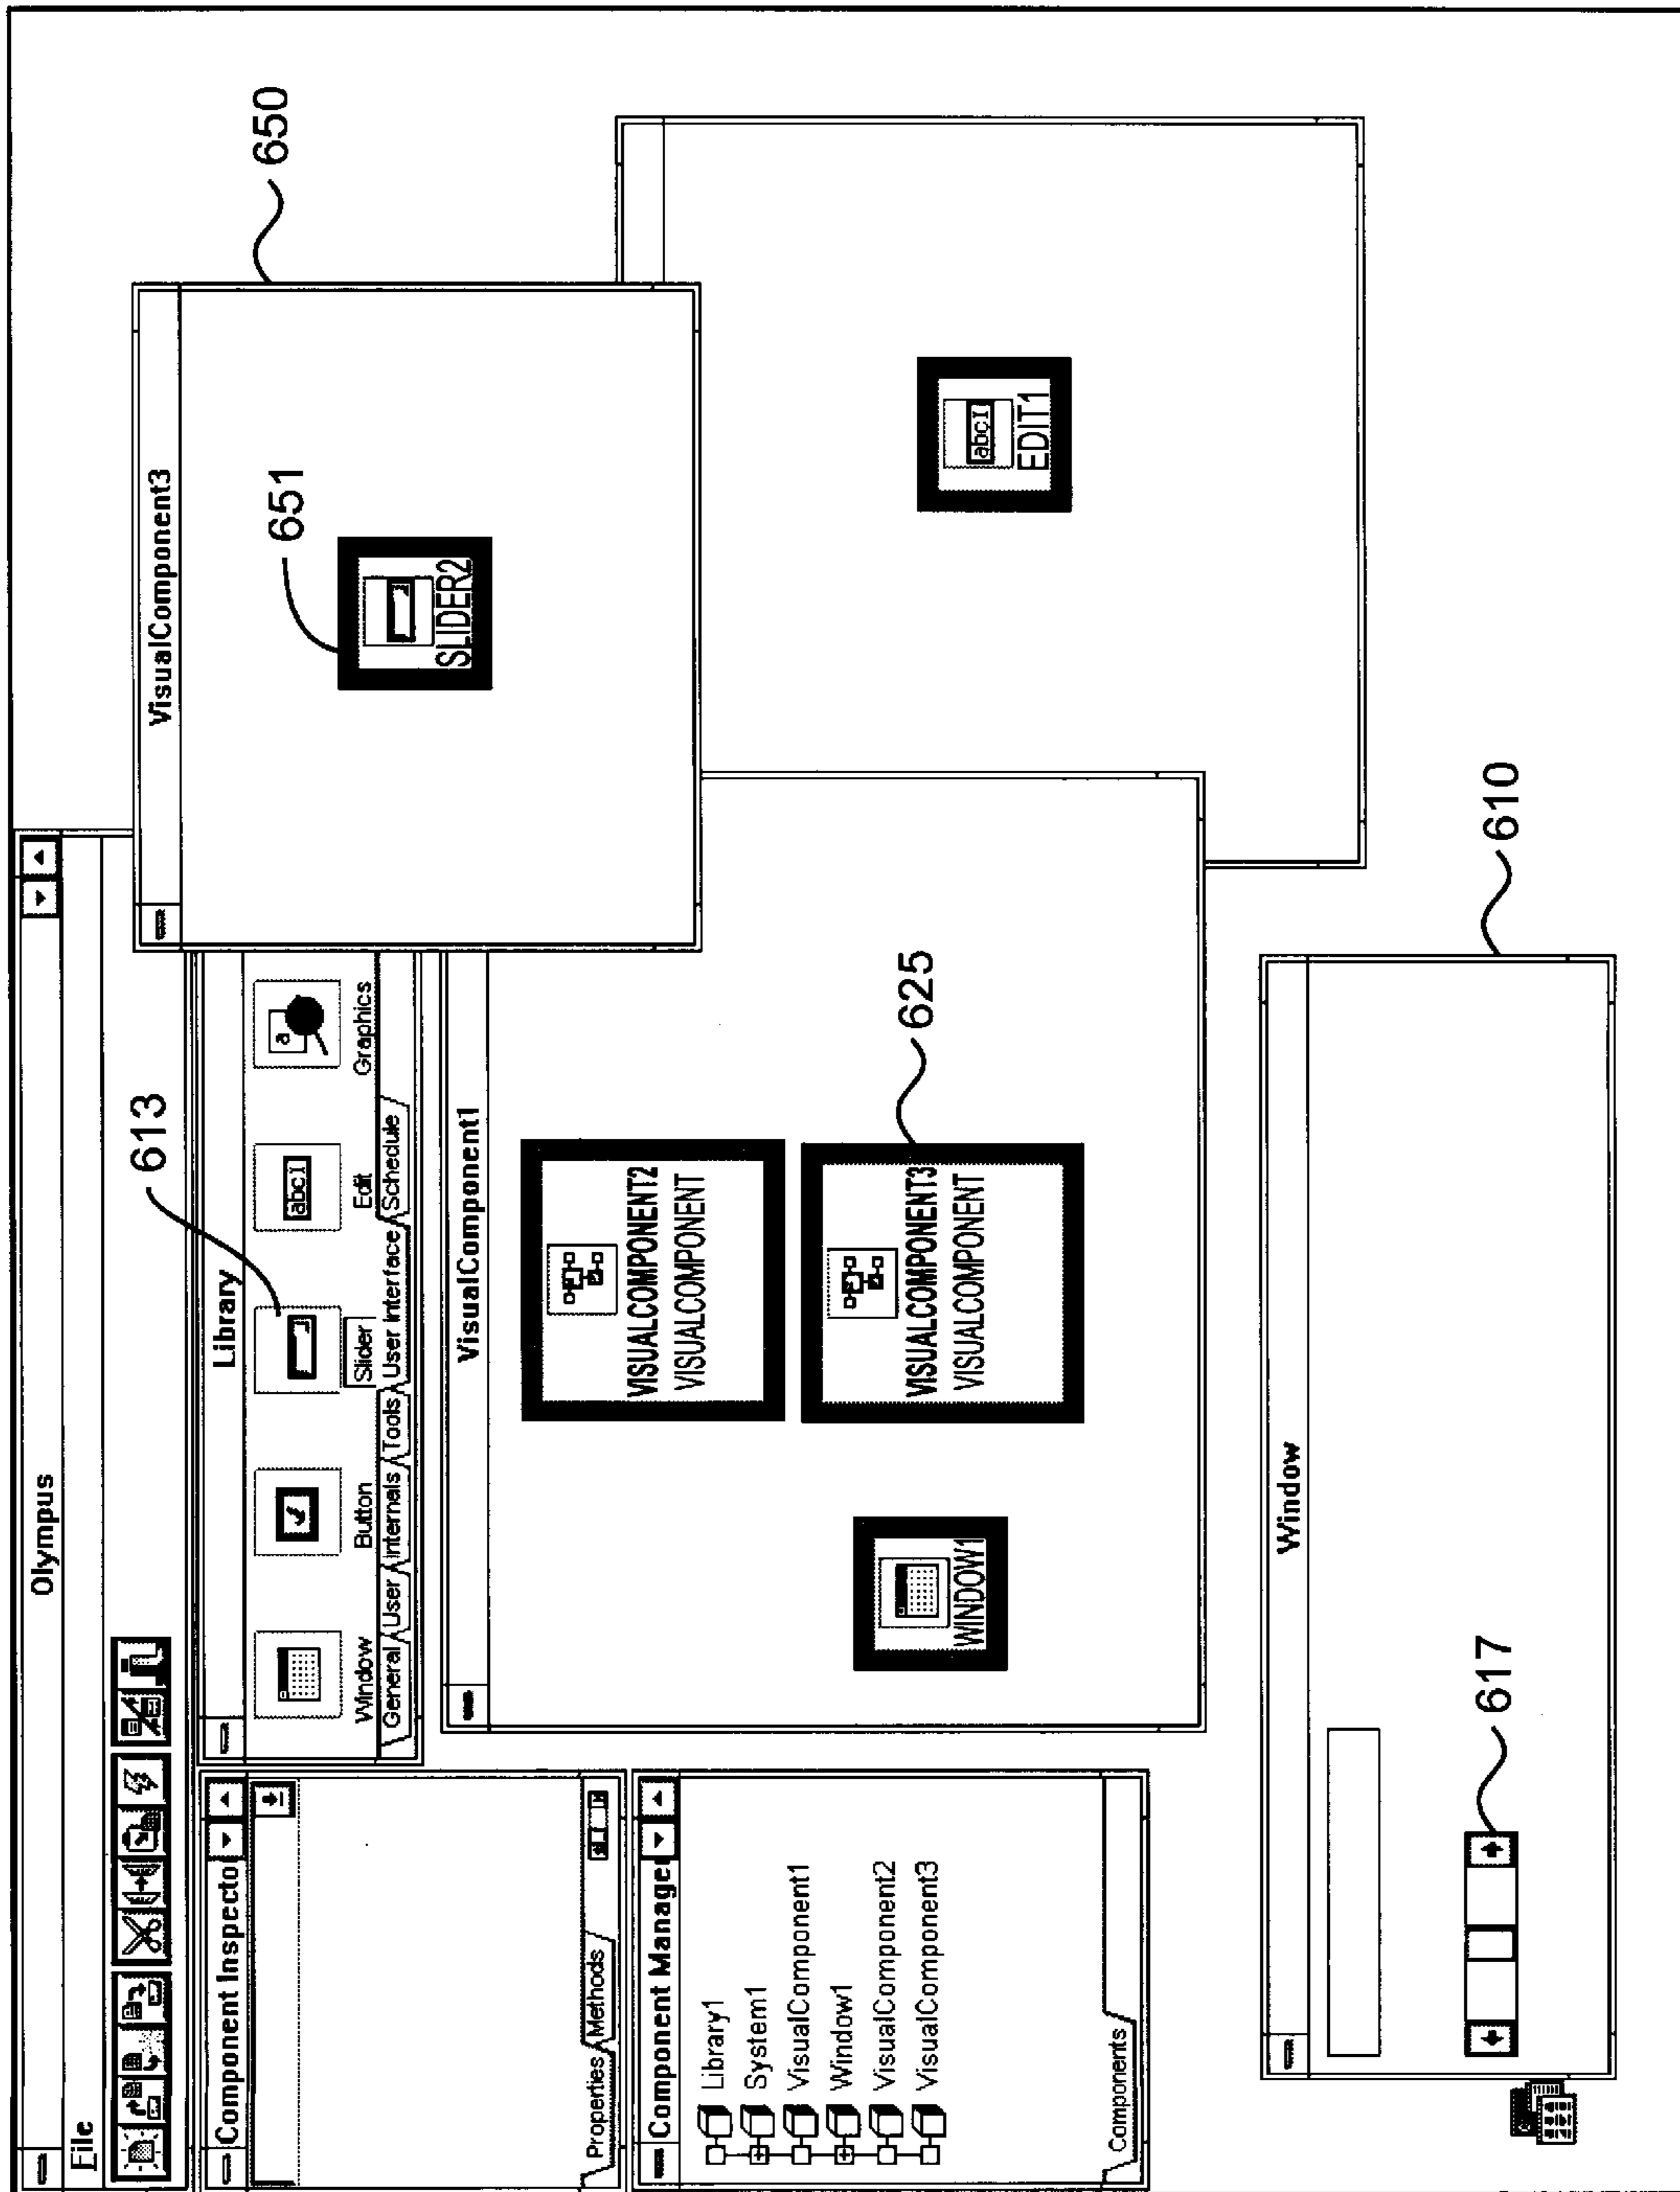 Olympus
File
Component Inspecto
Properties Methods
Component Manage
Library1
System1
VisualComponent1
Window1
VisualComponent2
VisualComponent3
Components
613
Library
a
abcI
Window Button Slider Edit Graphics
General User Internals Tools User interface Schedule
VisualComponent1
VISUALCOMPONENT2
VISUALCOMPONENT
VISUALCOMPONENT3
VISUALCOMPONENT
625
WINDOW1
VisualComponent3
650
651
SLIDER2
abcI
EDIT1
Window
610
617